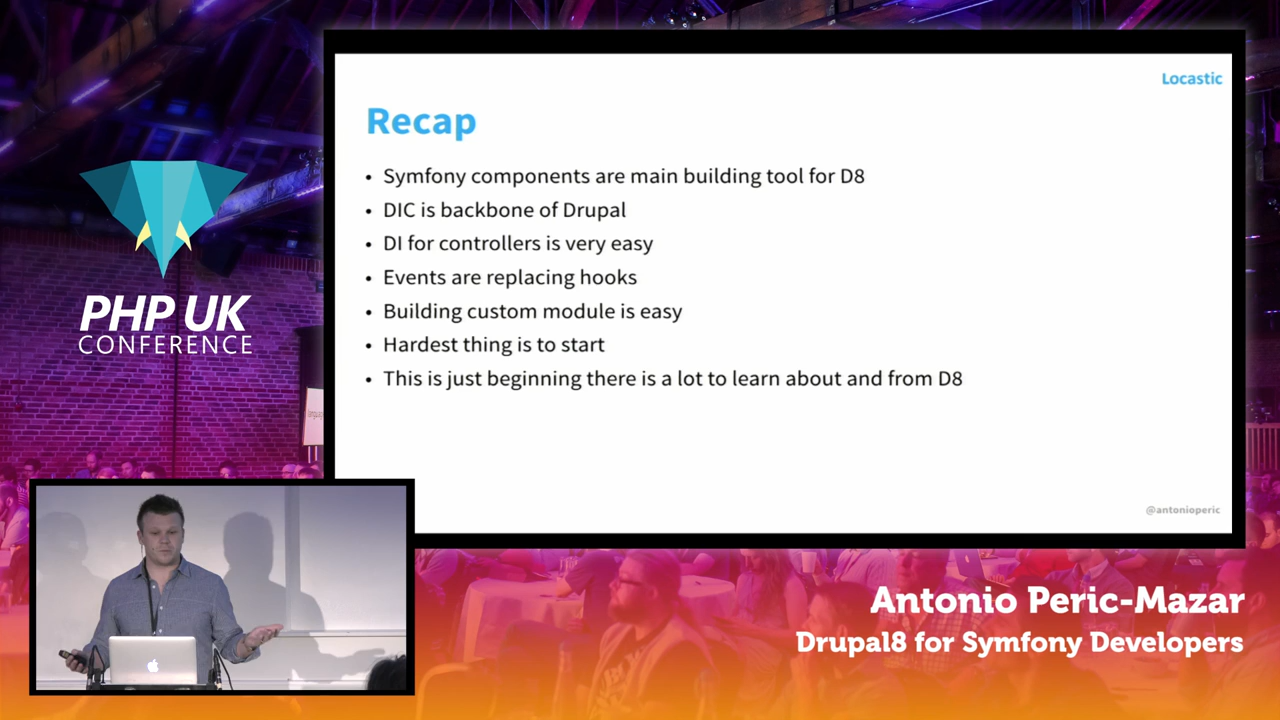 Locastic
Recap
• Symfony components are main building tool for D8
• DIC is backbone of Drupal
• DI for controllers is very easy
• Events are replacing hooks
• Building custom module is easy
• Hardest thing is to start
• This is just beginning there is a lot to learn about and from D8
@antonioperic
PHP UK
CONFERENCE
Antonio Peric-Mazar
Drupal8 for Symfony Developers